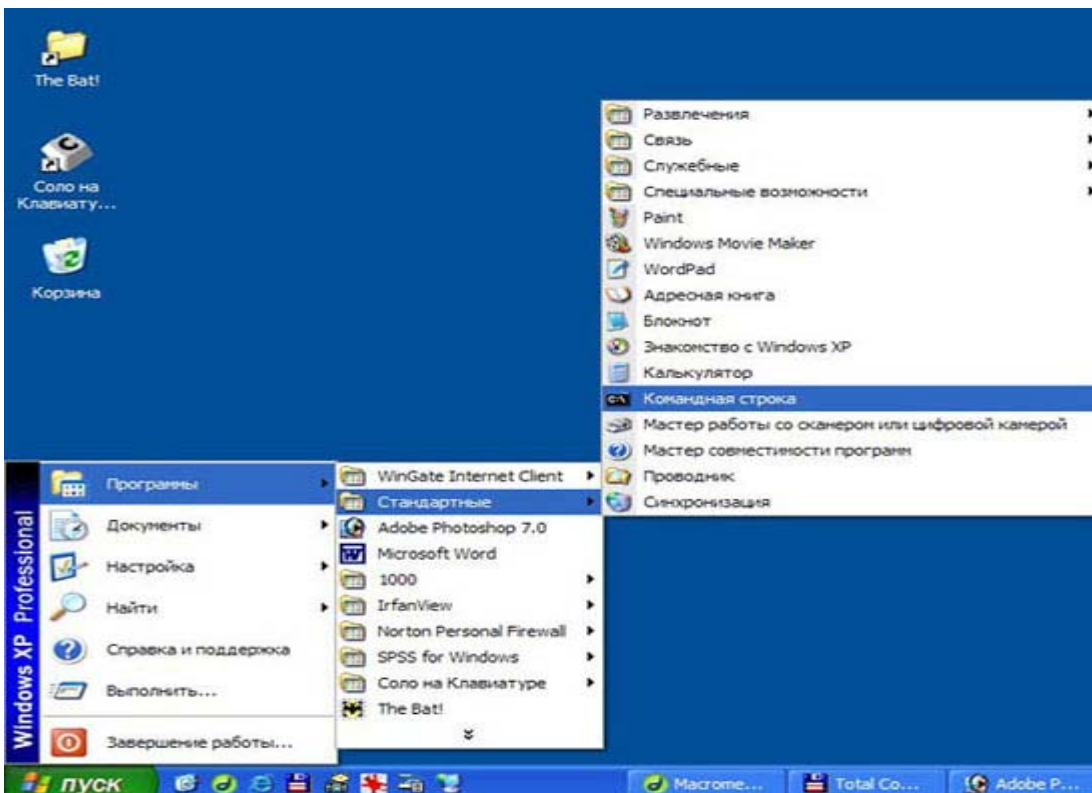 The Bat!
Соло на
Клавиату...
Корзина
Развлечения
Связь
Служебные
Специальные возможности
Paint
Windows Movie Maker
WordPad
Адресная книга
Блокнот
Знакомство с Windows XP
Калькулятор
Командная строка
Мастер работы со сканером или цифровой камерой
Мастер совместимости программ
Проводник
Синхронизация
WinGate Internet Client
Стандартные
Adobe Photoshop 7.0
Microsoft Word
1000
IrfanView
Norton Personal Firewall
SPSS for Windows
Соло на Клавиатуре
The Bat!
Программы
Документы
Настройка
Найти
Справка и поддержка
Выполнить...
Завершение работы...
Windows XP Professional
пуск
Macrome...
Total Co...
Adobe P...